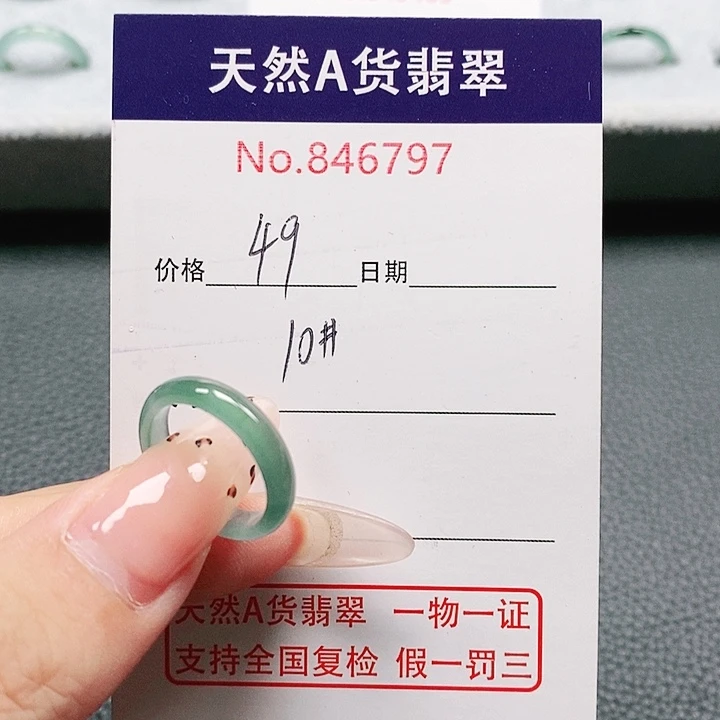 天然A货翡翠
No.846797
价格 49 日期
10#
天然A货翡翠 一物一证
支持全国复检 假一罚三